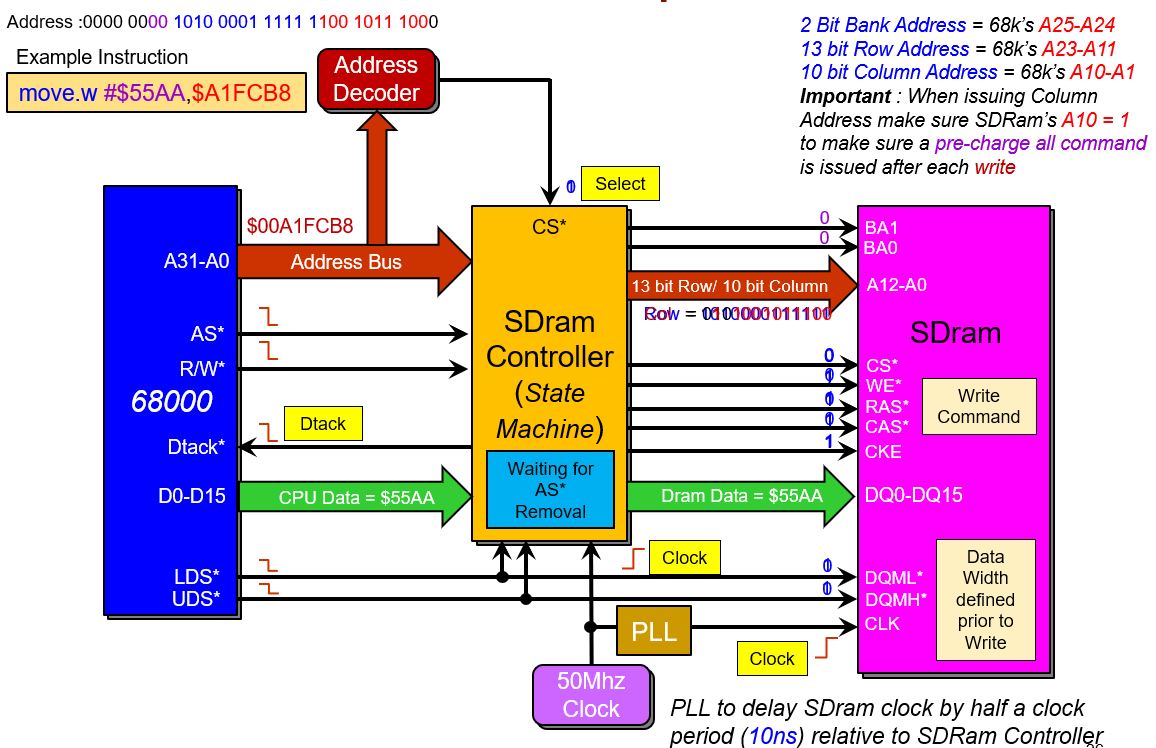 Address :0000 0000 1010 0001 1111 1100 1011 1000
Example Instruction
move.w #$55AA,$A1FCB8
Address
Decoder
2 Bit Bank Address = 68k's A25-A24
13 bit Row Address = 68k's A23-A11
10 bit Column Address = 68k's A10-A1
Important : When issuing Column
Address make sure SDRam's A10 = 1
to make sure a pre-charge all command
is issued after each write
Select
$00A1FCB8
CS*
A31-A0
Address Bus
0
BA1
0
BA0
13 bit Row/ 10 bit Column
A12-A0
Row =
AS*
R/W*
68000
SDram
Controller
(State
Machine)
SDram
0
CS*
WE*
RAS*
CAS*
1
CKE
Write
Command
Dtack
Dtack*
Waiting for
AS*
Removal
D0-D15
CPU Data = $55AA
Dram Data = $55AA
DQ0-DQ15
Clock
LDS*
UDS*
DQML*
DQMH*
CLK
Data
Width
defined
prior to
Write
PLL
Clock
50Mhz
Clock
PLL to delay SDram clock by half a clock
period (10ns) relative to SDRam Controller